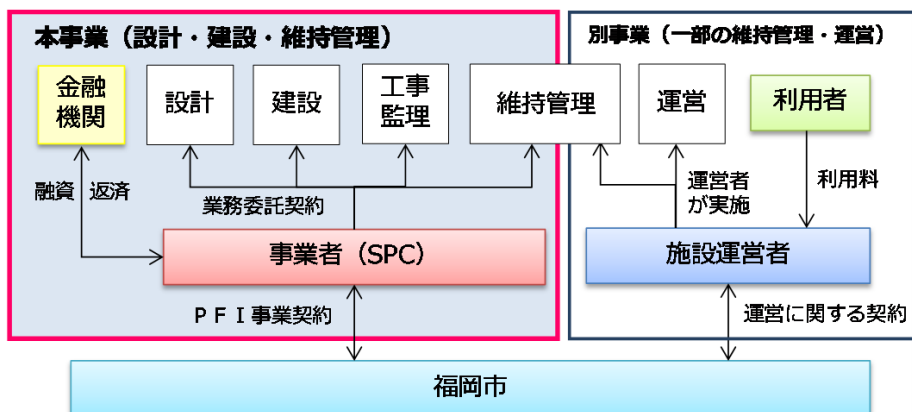 本事業（設計・建設・維持管理）
別事業（一部の維持管理・運営）
金融
機関
設計
建設
工事
監理
維持管理
運営
利用者
融資
返済
業務委託契約
運営者
が実施
利用料
事業者（SPC）
施設運営者
ＰＦＩ事業契約
運営に関する契約
福岡市